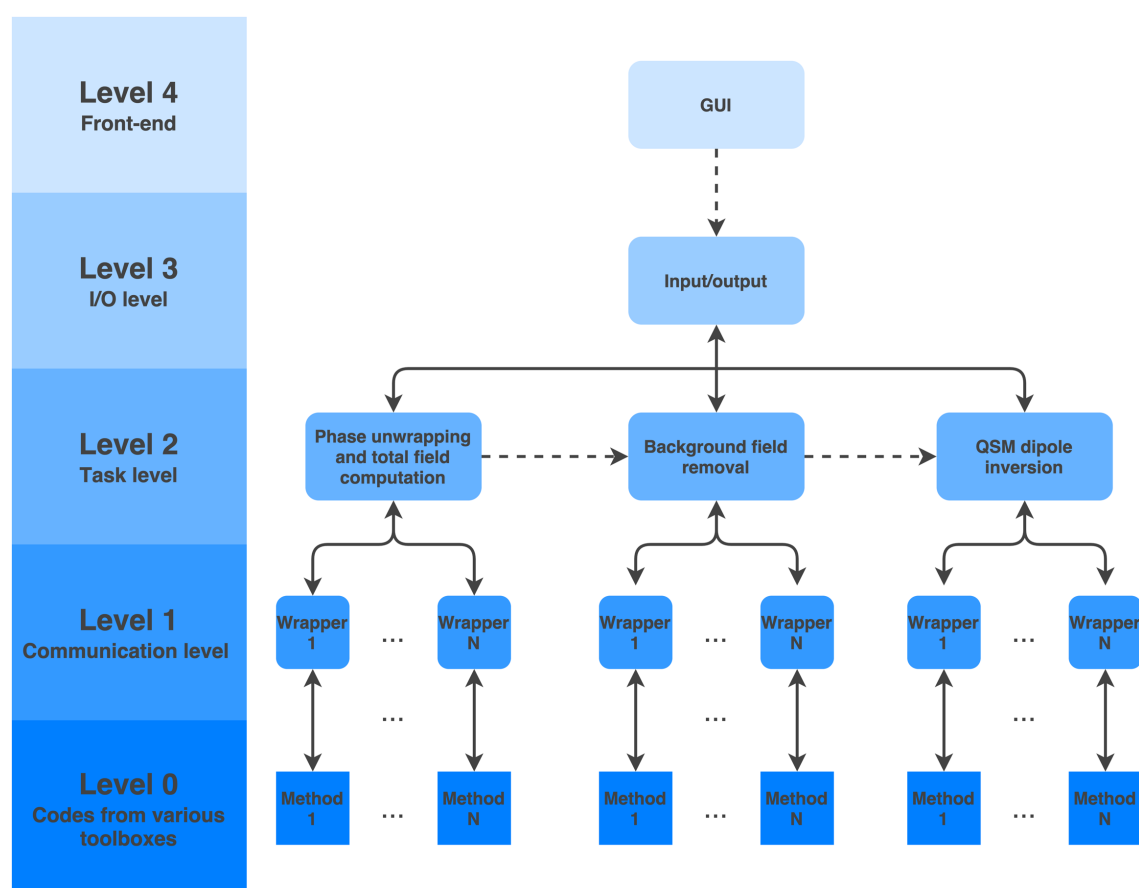 Level 4
Front-end
GUI
Level 3
I/O level
Input/output
Level 2
Task level
Phase unwrapping
and total field
computation
Background field
removal
QSM dipole
inversion
Level 1
Communication level
Wrapper
1
...
Wrapper
N
Wrapper
1
...
Wrapper
N
Wrapper
1
...
Wrapper
N
...
...
...
Level 0
Codes from various
toolboxes
Method
1
...
Method
N
Method
1
...
Method
N
Method
1
...
Method
N